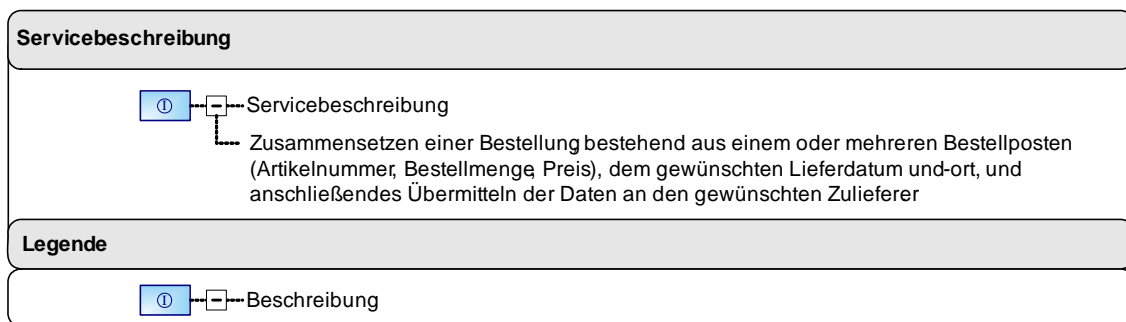 Servicebeschreibung
Ⓘ Servicebeschreibung
Zusammensetzen einer Bestellung, bestehend aus einem oder mehreren Bestellposten
(Artikelnummer, Bestellmenge, Preis), dem gewünschten Lieferdatum und-ort, und
anschließendes Übermitteln der Daten an den gewünschten Zulieferer
Legende
Ⓘ Beschreibung